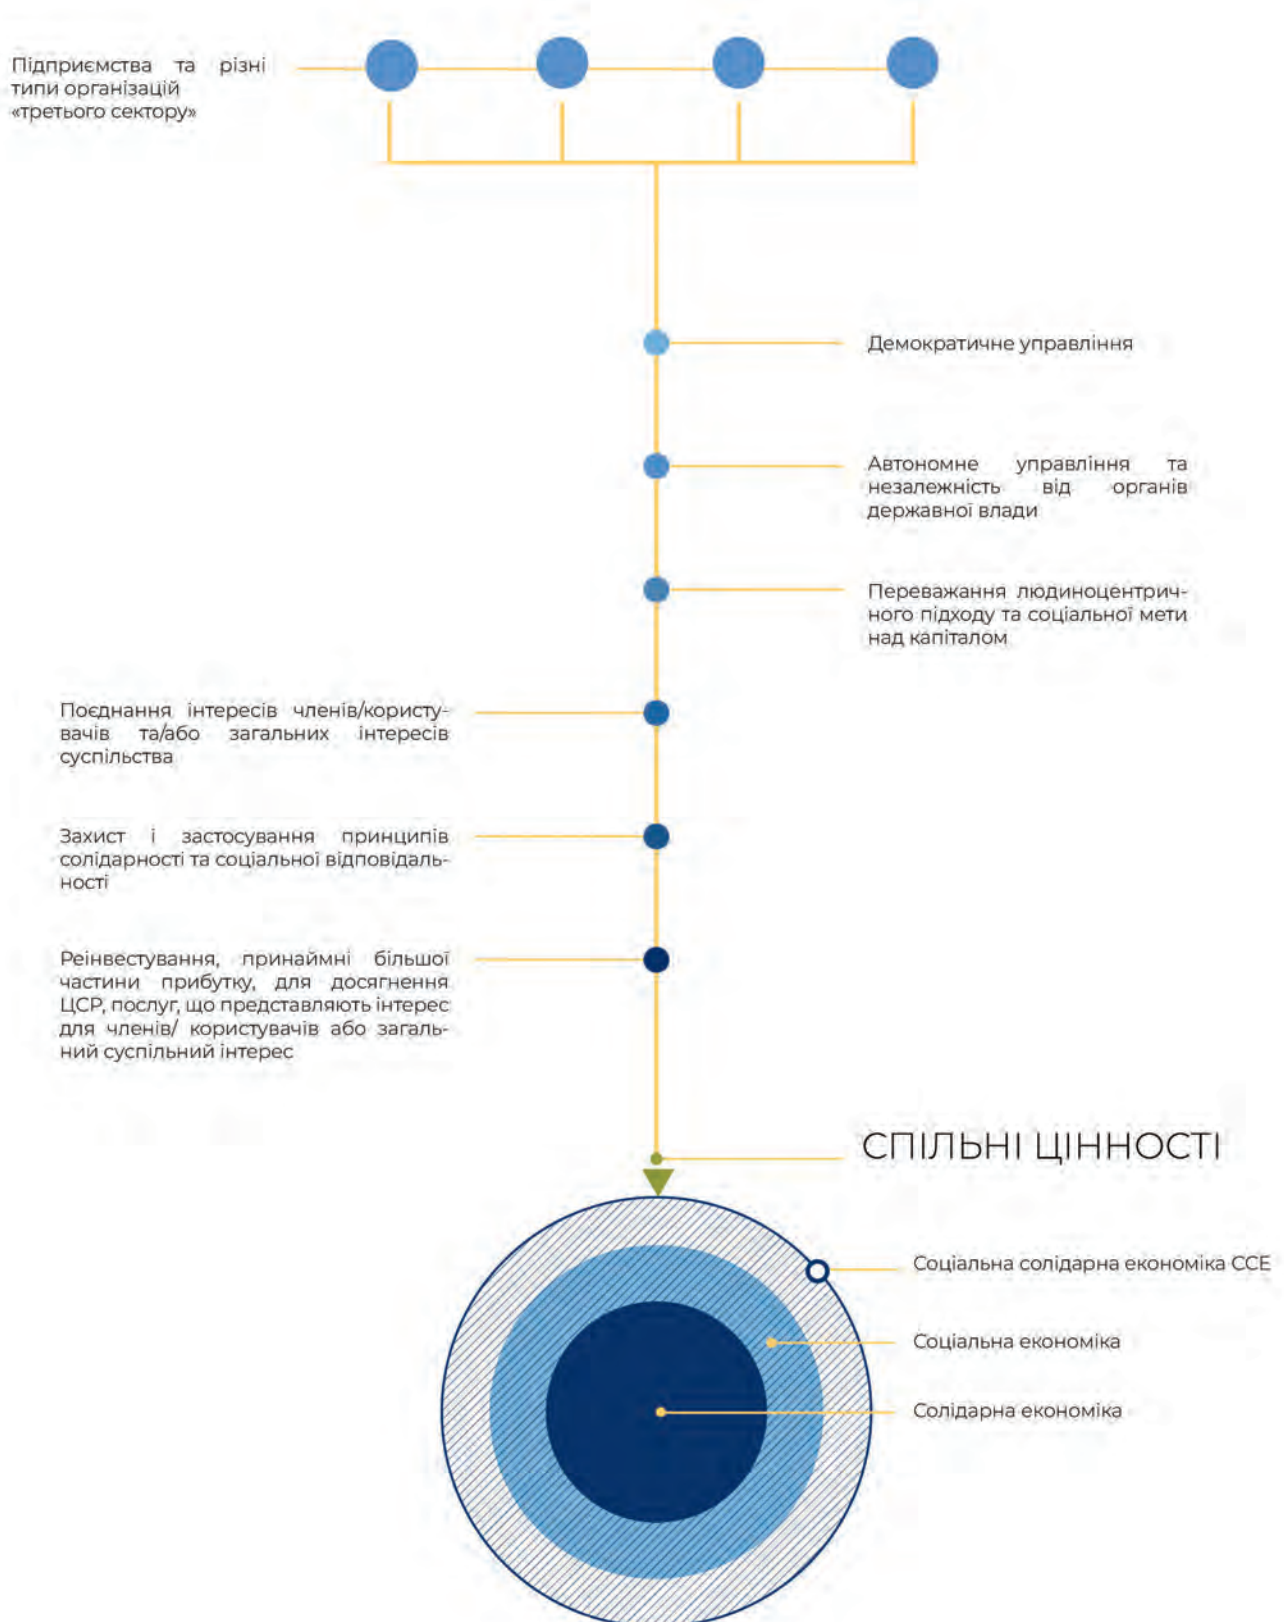 Підприємства та різні
типи організацій
«третього сектору»
Демократичне управління
Автономне управління та
незалежність від органів
державної влади
Переважання людиноцентрич-
ного підходу та соціальної мети
над капіталом
Поєднання інтересів членів/користу-
вачів та/або загальних інтересів
суспільства
Захист і застосування принципів
солідарності та соціальної відповідаль-
ності
Реінвестування, принаймні більшої
частини прибутку, для досягнення
ЦСР, послуг, що представляють інтерес
для членів/ користувачів або загаль-
ний суспільний інтерес
СПІЛЬНІ ЦІННОСТІ
Соціальна солідарна економіка ССЕ
Соціальна економіка
Солідарна економіка